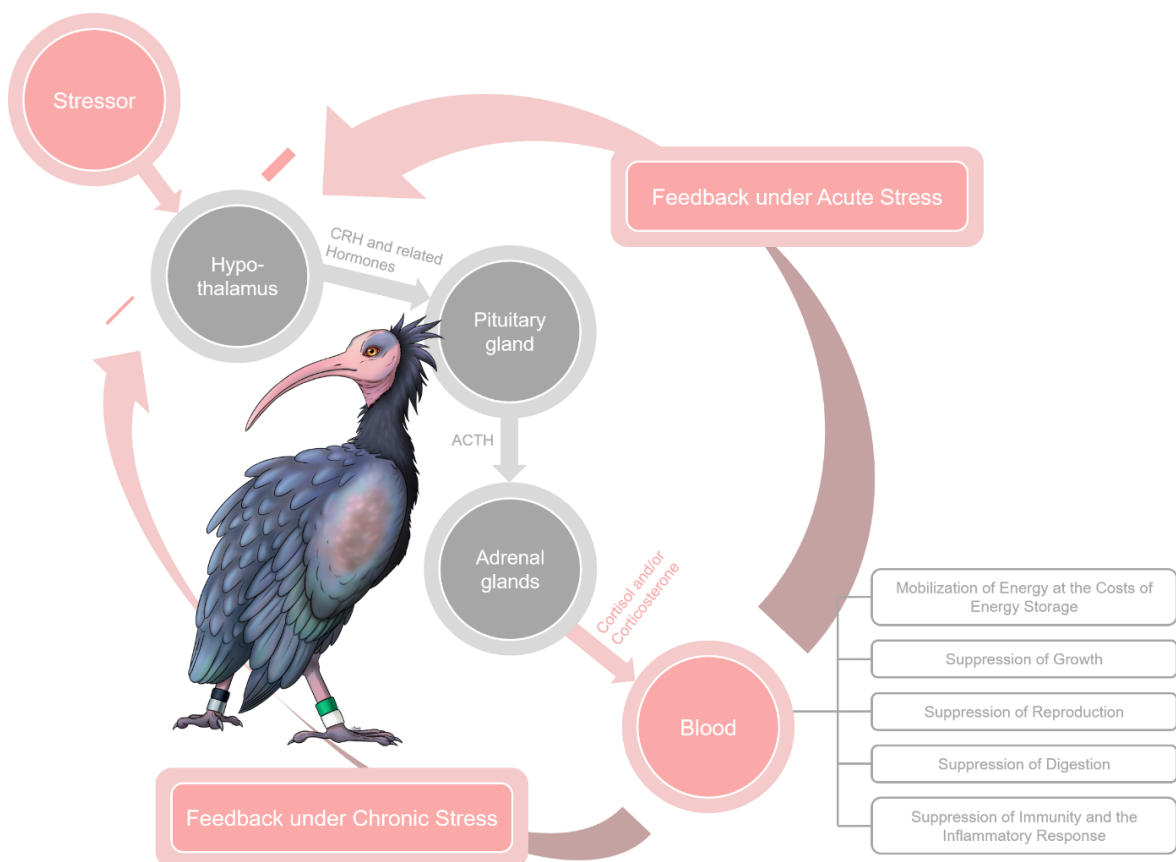 Stressor
Feedback under Acute Stress
CRH and related
Hormones
Hypo-
thalamus
Pituitary
gland
ACTH
Adrenal
glands
Cortisol and/or
Corticosterone
Mobilization of Energy at the Costs of
Energy Storage
Suppression of Growth
Suppression of Reproduction
Blood
Suppression of Digestion
Feedback under Chronic Stress
Suppression of Immunity and the
Inflammatory Response